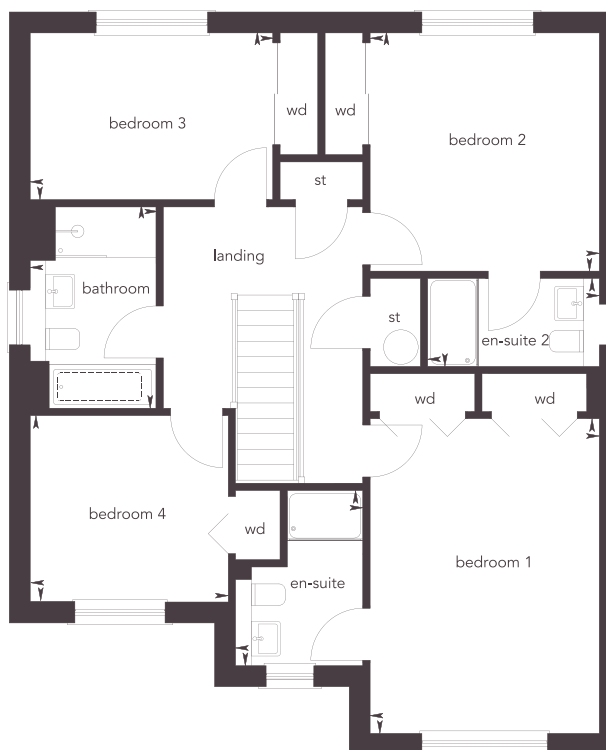 wd
wd
bedroom 3
bedroom 2
st
landing
bathroom
st
en-suite 2
wd
wd
bedroom 4
wd
bedroom 1
en-suite